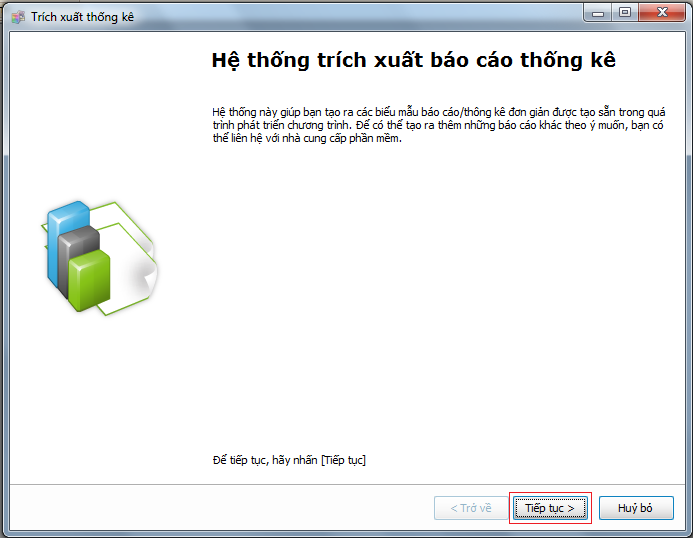 Trích xuất thống kê
Hệ thống trích xuất báo cáo thống kê
Hệ thống này giúp bạn tạo ra các biểu mẫu báo cáo/thông kê đơn giản được tạo sẵn trong quá
trình phát triển chương trình. Để có thể tạo ra thêm những báo cáo khác theo ý muốn, bạn có
thể liên hệ với nhà cung cấp phần mềm.
Để tiếp tục, hãy nhấn [Tiếp tục]
< Trở về
Tiếp tục >
Huỷ bỏ